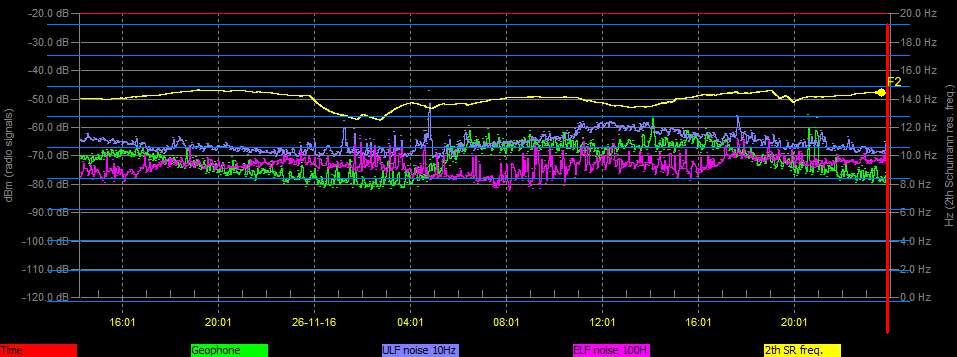 -20.0 dB
20.0 Hz
-30.0 dB
18.0 Hz
-40.0 dB
16.0 Hz
F2
-50.0 dB
14.0 Hz
-60.0 dB
12.0 Hz
-70.0 dB
10.0 Hz
-80.0 dB
8.0 Hz
-90.0 dB
6.0 Hz
-100.0 dB
4.0 Hz
-110.0 dB
2.0 Hz
-120.0 dB
0.0 Hz
dBm (radio signals)
Hz (2th Schumann res. freq.)
16:01 20:01 26-11-16 04:01 08:01 12:01 16:01 20:01
Time Geophone ULF noise 10Hz ELF noise 100H 2th SR freq.